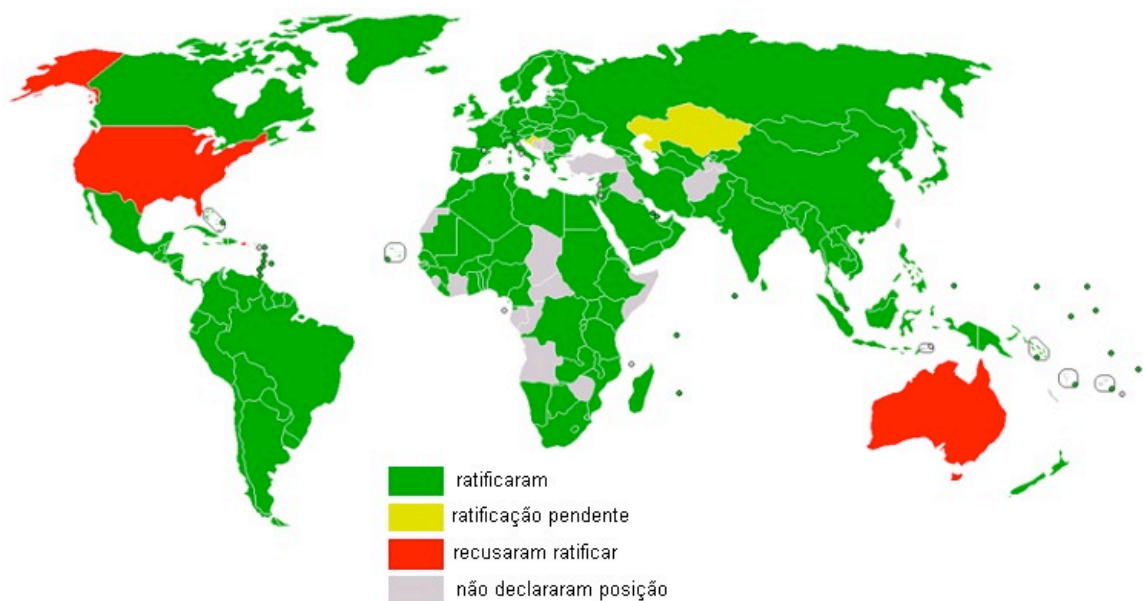 ratificaram
ratificação pendente
recusaram ratificar
não declararam posição